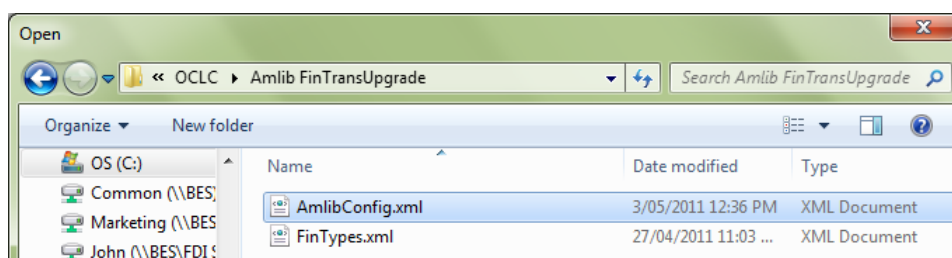 Open
« OCLC ▸ Amlib FinTransUpgrade
Search Amlib FinTransUpgrade
Organize ▾ New folder
OS (C:)
Common (\\BES)
Marketing (\\BES
John (\\BES\FDI S
Name Date modified Type
AmlibConfig.xml 3/05/2011 12:36 PM XML Document
FinTypes.xml 27/04/2011 11:03 ... XML Document